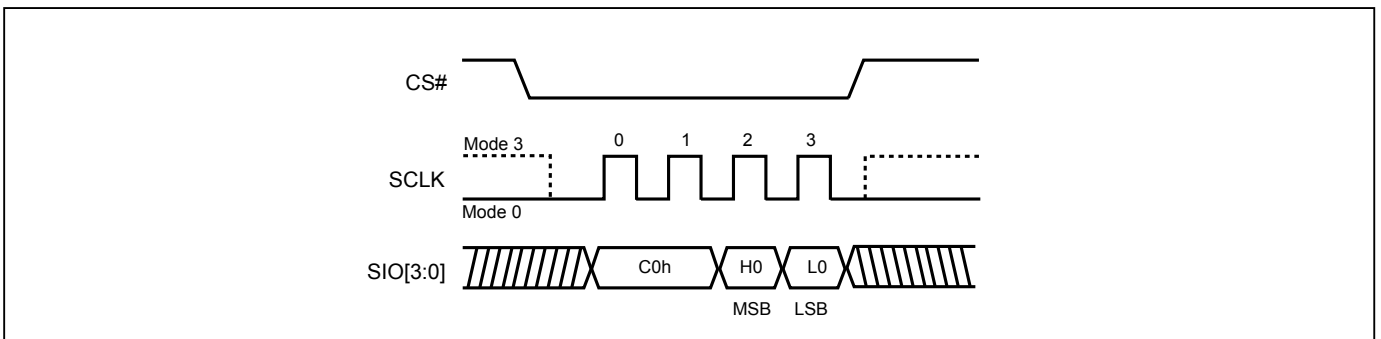 CS#
Mode 3
0 1 2 3
SCLK
Mode 0
SIO[3:0]
C0h H0 L0
MSB LSB